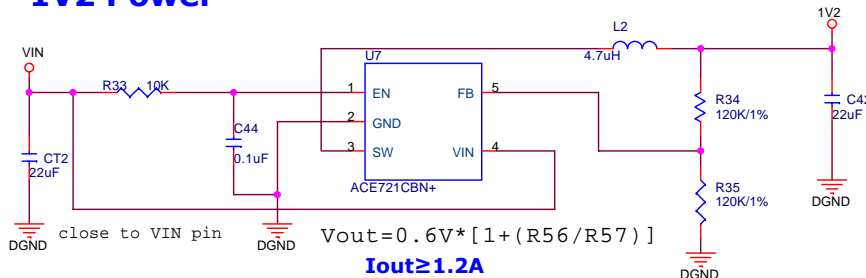 1V2 Power
1V2
L2
VIN
U7
4.7uH
R33 10K
1 EN FB 5
R34
120K/1%
C42
22uF
2 GND
C44
0.1uF
3 SW VIN 4
CT2
22uF
R35
120K/1%
ACE721CBN+
DGND
DGND close to VIN pin DGND Vout=0.6V*[1+(R56/R57)]
Iout≥1.2A
DGND